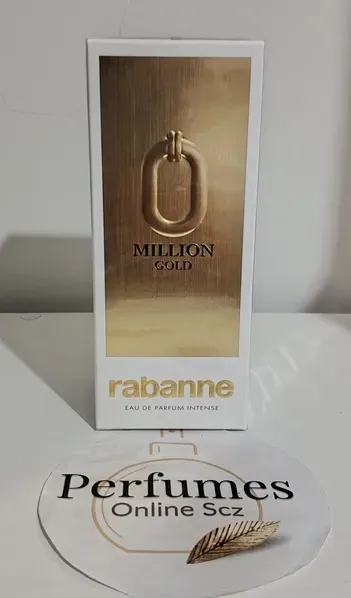 MILLION
GOLD
rabanne
EAU DE PARFUM INTENSE
Perfumes
Online Scz